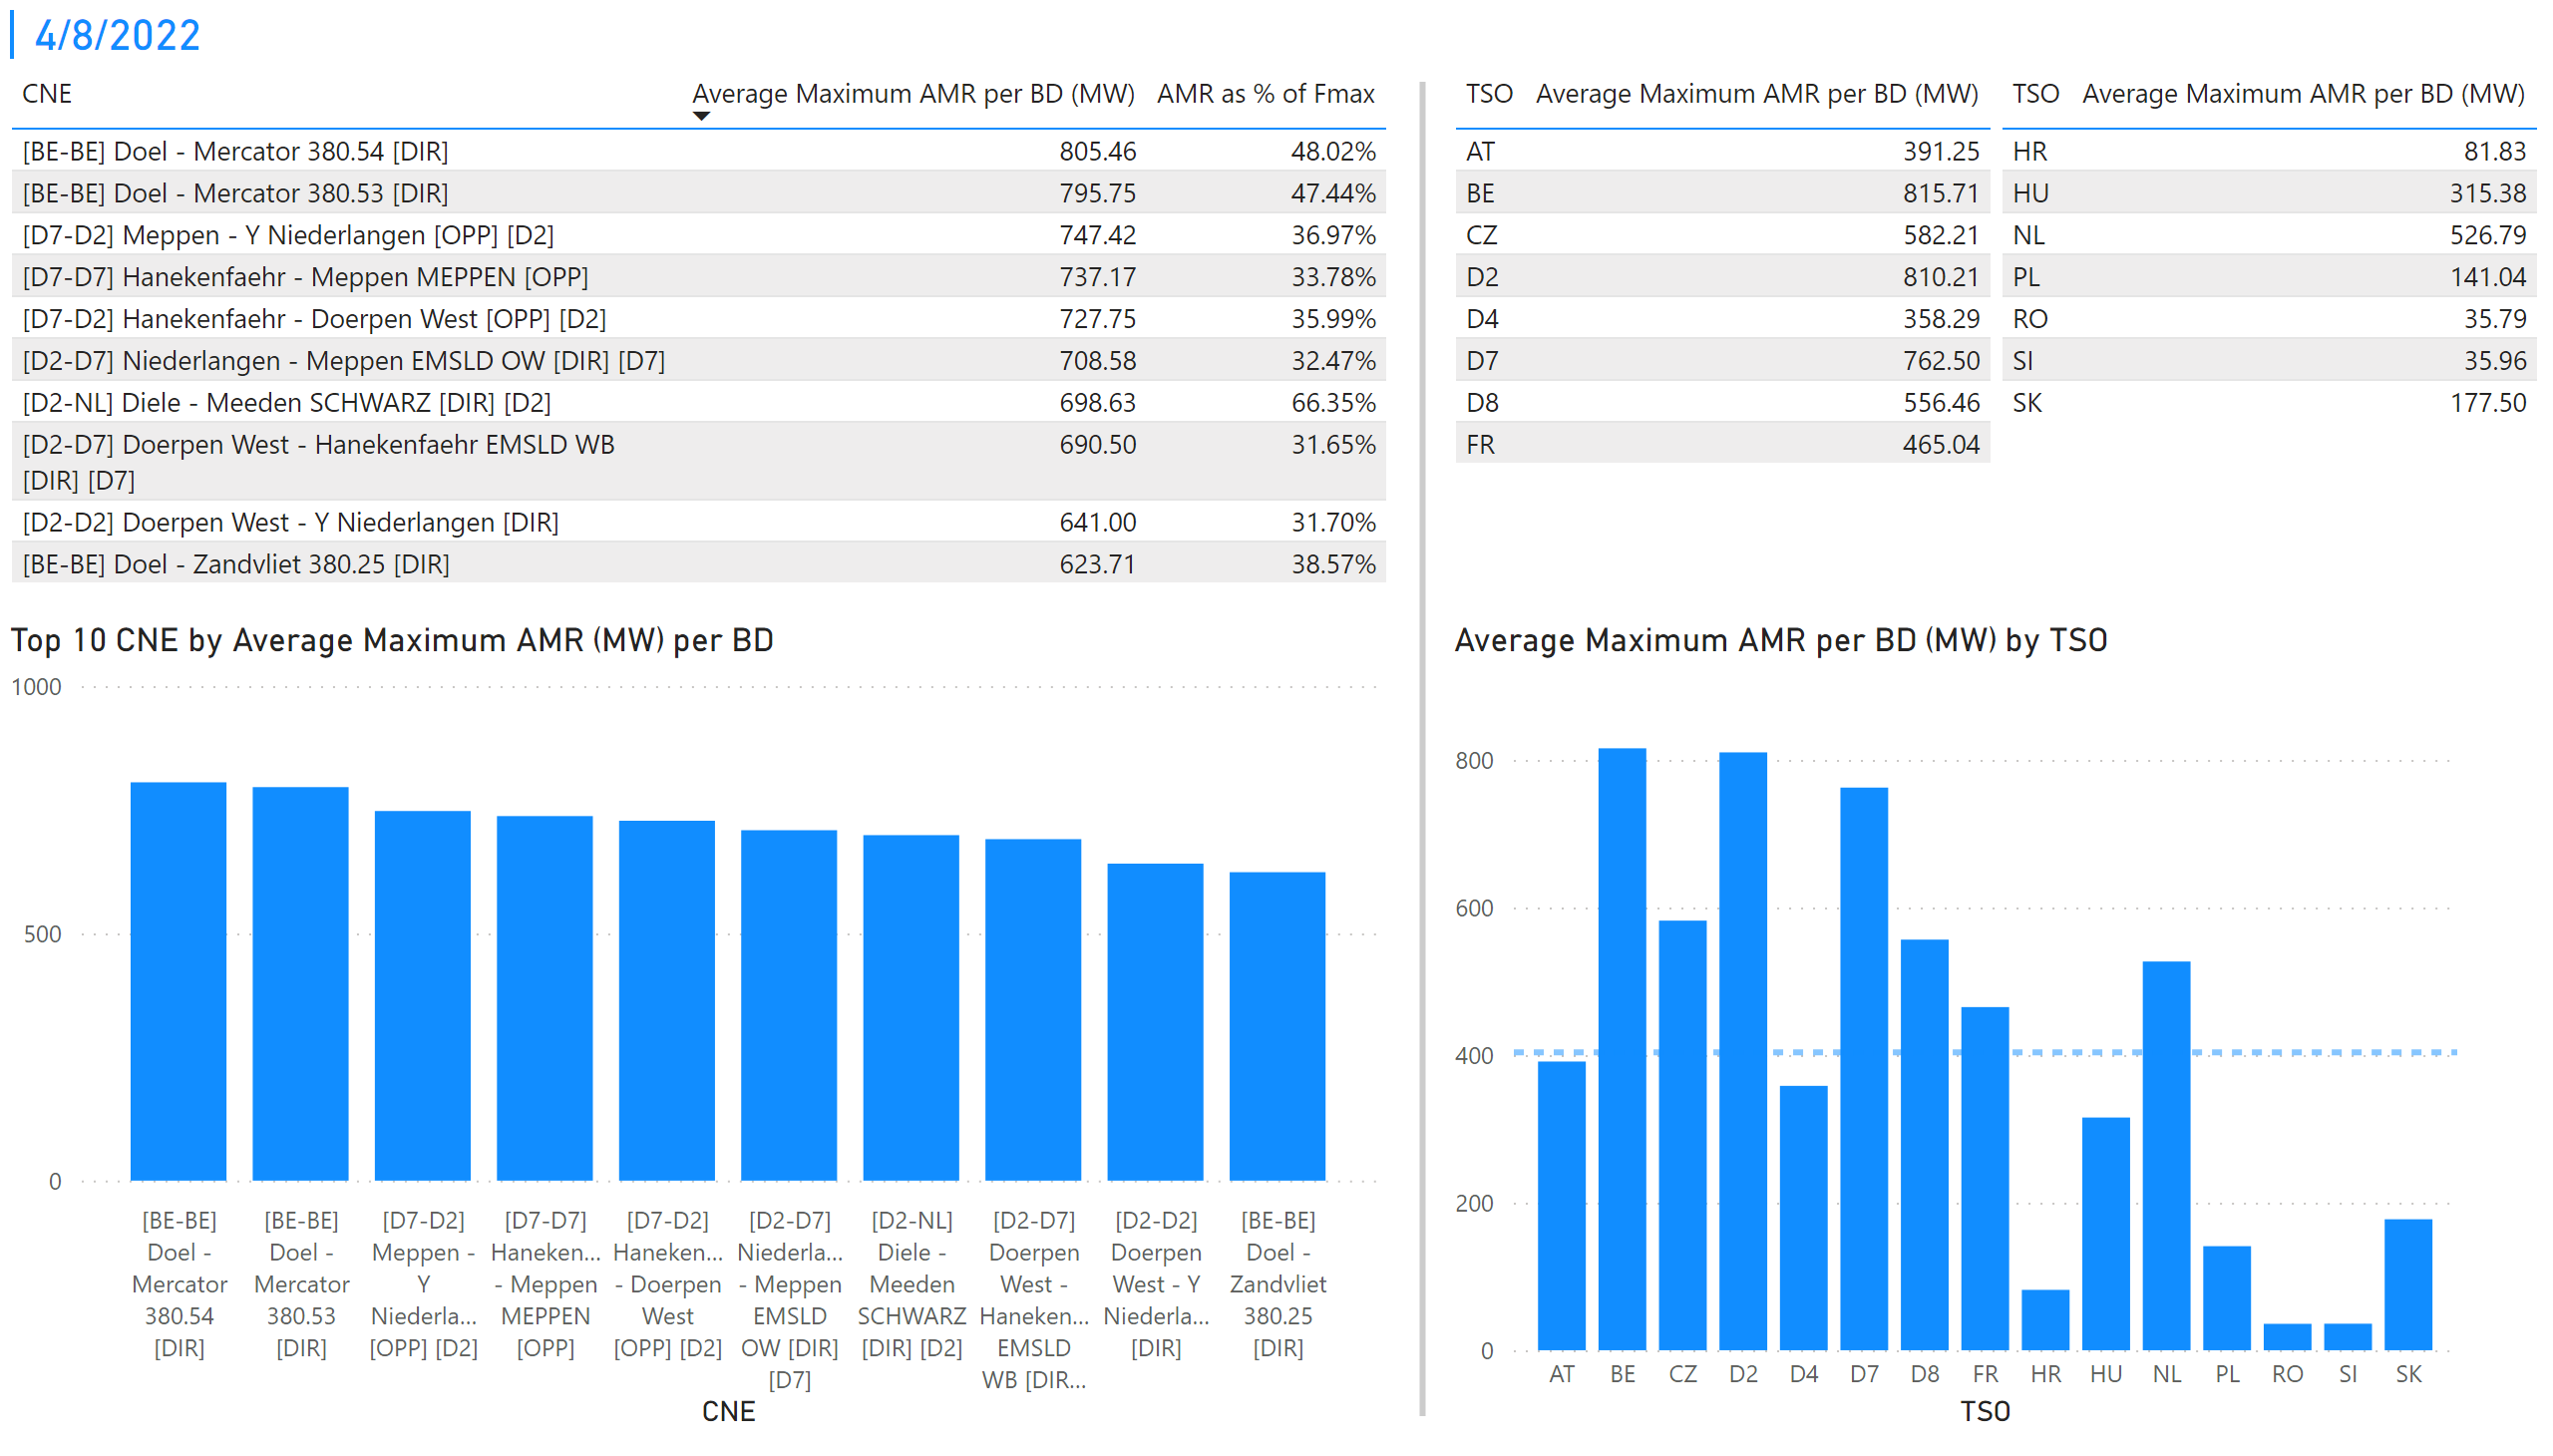 4/8/2022
CNE Average Maximum AMR per BD (MW) AMR as % of Fmax
[BE-BE] Doel - Mercator 380.54 [DIR] 805.46 48.02%
[BE-BE] Doel - Mercator 380.53 [DIR] 795.75 47.44%
[D7-D2] Meppen - Y Niederlangen [OPP] [D2] 747.42 36.97%
[D7-D7] Hanekenfaehr - Meppen MEPPEN [OPP] 737.17 33.78%
[D7-D2] Hanekenfaehr - Doerpen West [OPP] [D2] 727.75 35.99%
[D2-D7] Niederlangen - Meppen EMSLD OW [DIR] [D7] 708.58 32.47%
[D2-NL] Diele - Meeden SCHWARZ [DIR] [D2] 698.63 66.35%
[D2-D7] Doerpen West - Hanekenfaehr EMSLD WB 690.50 31.65%
[DIR] [D7]
[D2-D2] Doerpen West - Y Niederlangen [DIR] 641.00 31.70%
[BE-BE] Doel - Zandvliet 380.25 [DIR] 623.71 38.57%
TSO Average Maximum AMR per BD (MW)
AT 391.25
BE 815.71
CZ 582.21
D2 810.21
D4 358.29
D7 762.50
D8 556.46
FR 465.04
TSO Average Maximum AMR per BD (MW)
HR 81.83
HU 315.38
NL 526.79
PL 141.04
RO 35.79
SI 35.96
SK 177.50
Top 10 CNE by Average Maximum AMR (MW) per BD
1000
500
0
[BE-BE]
Doel -
Mercator
380.54
[DIR]
[BE-BE]
Doel -
Mercator
380.53
[DIR]
[D7-D2]
Meppen -
Y
Niederla...
[OPP] [D2]
[D7-D7]
Haneken...
- Meppen
MEPPEN
[OPP]
[D7-D2]
Haneken...
- Doerpen
West
[OPP] [D2]
[D2-D7]
Niederla...
- Meppen
EMSLD
OW [DIR]
[D7]
[D2-NL]
Diele -
Meeden
SCHWARZ
[DIR] [D2]
[D2-D7]
Doerpen
West -
Haneken...
EMSLD
WB [DIR...
[D2-D2]
Doerpen
West - Y
Niederla...
[DIR]
[BE-BE]
Doel -
Zandvliet
380.25
[DIR]
CNE
Average Maximum AMR per BD (MW) by TSO
800
600
400
200
0
AT BE CZ D2 D4 D7 D8 FR HR HU NL PL RO SI SK
TSO